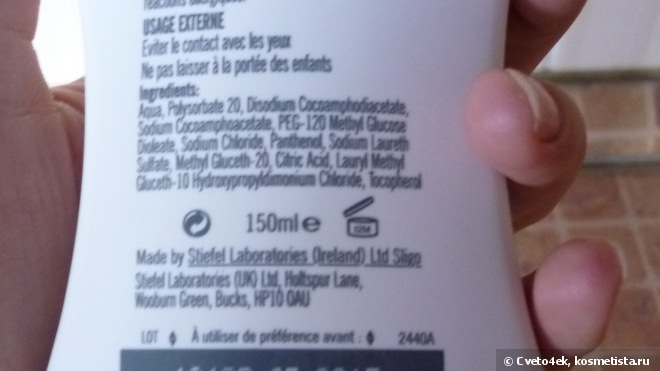 réactions allergiques.
USAGE EXTERNE
Eviter le contact avec les yeux
Ne pas laisser à la portée des enfants
Ingredients:
Aqua, Polysorbate 20, Disodium Cocoamphodiacetate,
Sodium Cocoamphoacetate, PEG-120 Methyl Glucose
Dioleate, Sodium Chloride, Panthenol, Sodium Laureth
Sulfate, Methyl Gluceth-20, Citric Acid, Lauryl Methyl
Gluceth-10 Hydroxypropyldimonium Chloride, Tocopherol
150ml e 12M
Made by Stiefel Laboratories (Ireland) Ltd Sligo
Stiefel Laboratories (UK) Ltd, Holtspur Lane,
Wooburn Green, Bucks, HP10 0AU
LOT À utiliser de préférence avant : 2440A
© Cveto4ek, kosmetista.ru